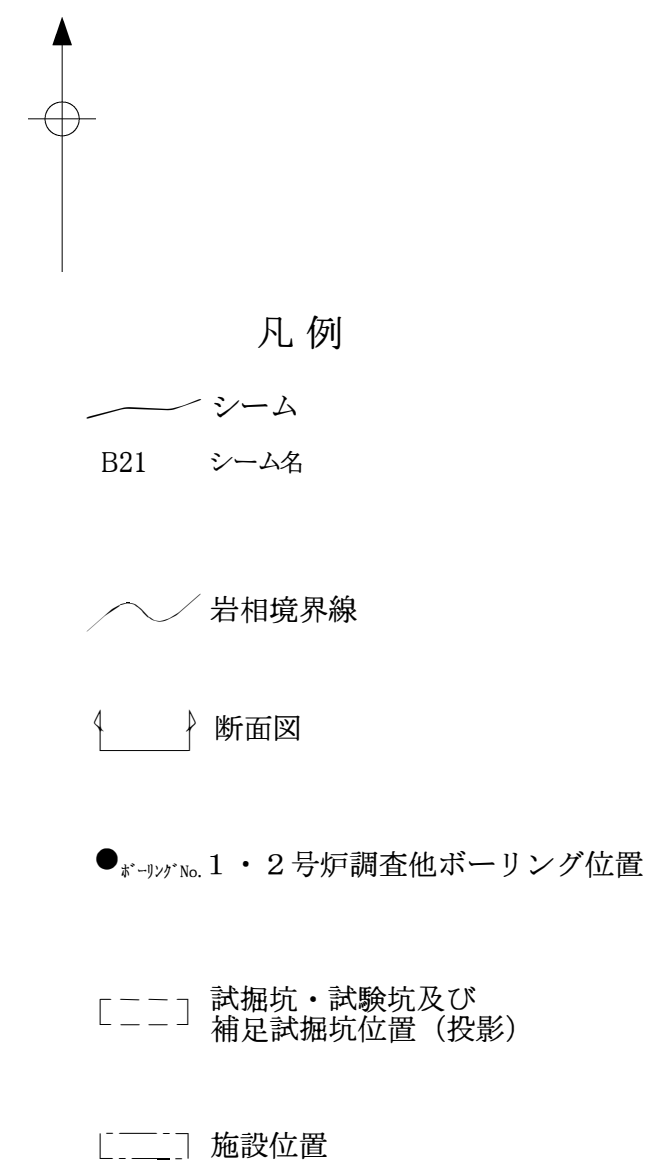 凡 例
シーム
B21 シーム名
岩相境界線
断面図
ﾎﾞｰﾘﾝｸﾞNo. 1・2号炉調査他ボーリング位置
試掘坑・試験坑及び
補足試掘坑位置（投影）
施設位置